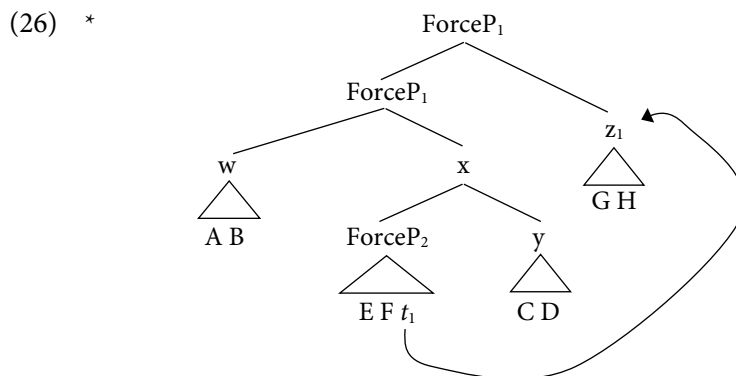 (26) *
ForceP₁
ForceP₁
z₁
w
x
G H
A B
ForceP₂
y
E F t₁
C D